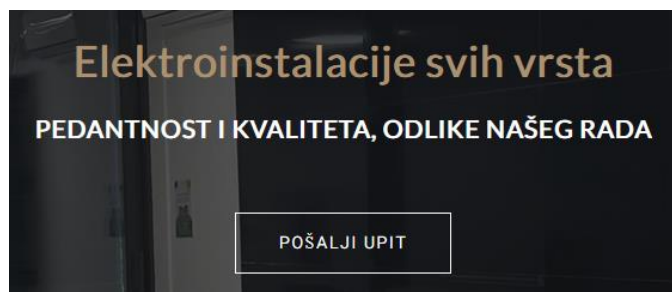 Elektroinstalacije svih vrsta
PEDANTNOST I KVALITETA, ODLIKE NAŠEG RADA
POŠALJI UPIT